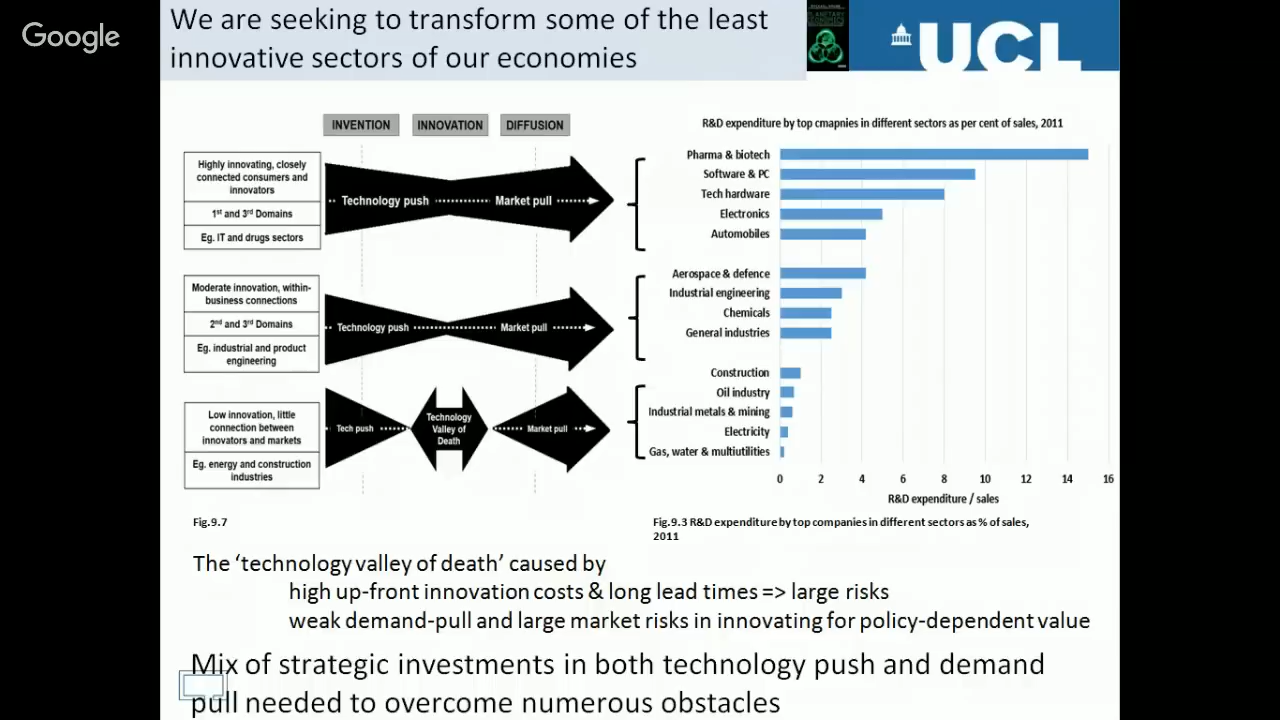 Google
We are seeking to transform some of the least
innovative sectors of our economies
UCL
INVENTION
INNOVATION
DIFFUSION
Highly innovating, closely
connected consumers and
innovators
1st and 3rd Domains
Eg. IT and drugs sectors
Technology push
Market pull
Moderate innovation, within-
business connections
2nd and 3rd Domains
Eg. industrial and product
engineering
Technology push
Market pull
Low innovation, little
connection between
innovators and markets
Eg. energy and construction
industries
Tech push
Technology
Valley of
Death
Market pull
Fig.9.7
R&D expenditure by top cmapnies in different sectors as per cent of sales, 2011
Pharma & biotech
Software & PC
Tech hardware
Electronics
Automobiles
Aerospace & defence
Industrial engineering
Chemicals
General industries
Construction
Oil industry
Industrial metals & mining
Electricity
Gas, water & multiutilities
0 2 4 6 8 10 12 14 16
R&D expenditure / sales
Fig.9.3 R&D expenditure by top companies in different sectors as % of sales,
2011
The ‘technology valley of death’ caused by
high up-front innovation costs & long lead times => large risks
weak demand-pull and large market risks in innovating for policy-dependent value
Mix of strategic investments in both technology push and demand
pull needed to overcome numerous obstacles